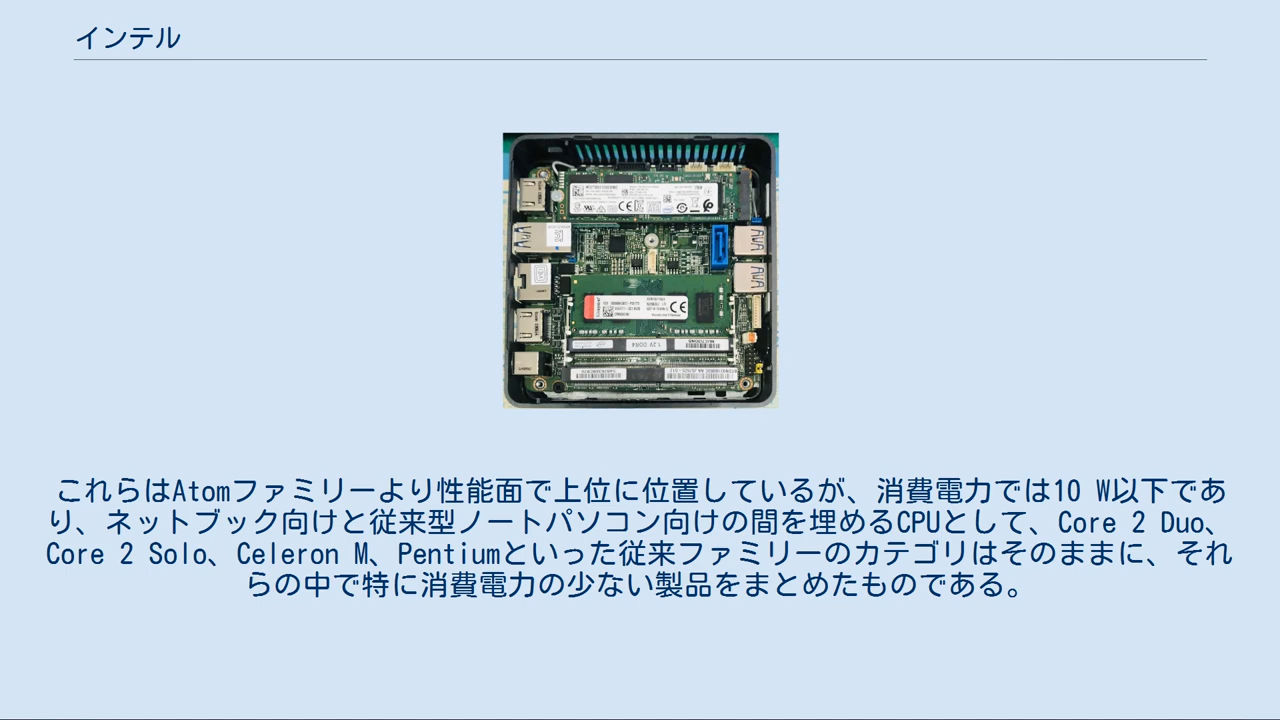 インテル
1.2V DDR4
これらはAtomファミリーより性能面で上位に位置しているが、消費電力では10 W以下であ
り、ネットブック向けと従来型ノートパソコン向けの間を埋めるCPUとして、Core 2 Duo、
Core 2 Solo、Celeron M、Pentiumといった従来ファミリーのカテゴリはそのままに、それ
らの中で特に消費電力の少ない製品をまとめたものである。